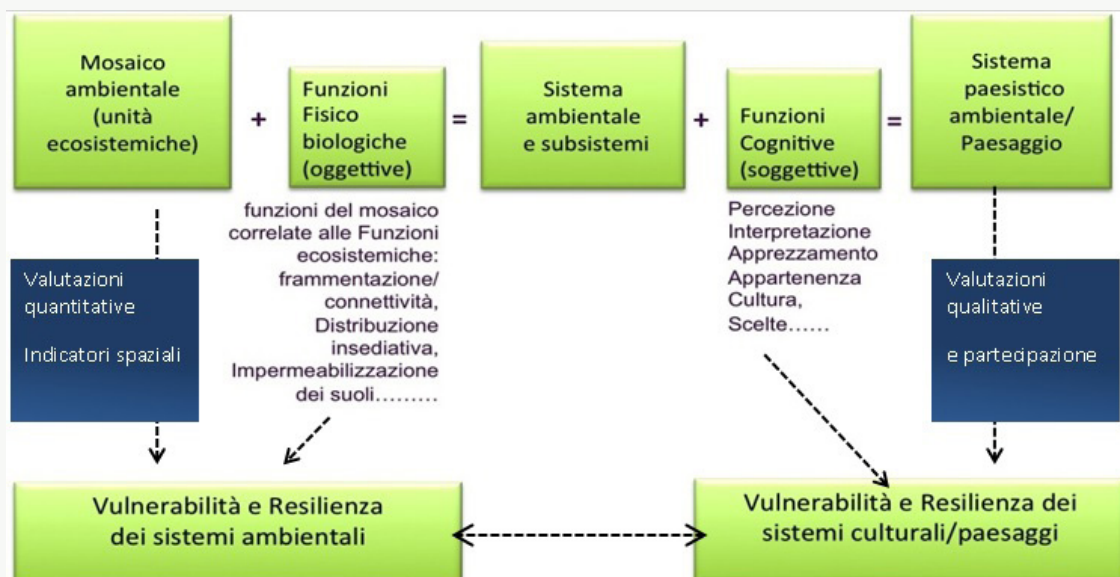 Mosaico
ambientale
(unità
ecosistemiche)
+
Funzioni
Fisico
biologiche
(oggettive)
=
Sistema
ambientale
e subsistemi
+
Funzioni
Cognitive
(soggettive)
=
Sistema
paesistico
ambientale/
Paesaggio
funzioni del mosaico
correlate alle Funzioni
ecosistemiche:
frammentazione/
connettività,
Distribuzione
insediativa,
Impermeabilizzazione
dei suoli.........
Percezione
Interpretazione
Apprezzamento
Appartenenza
Cultura,
Scelte......
Valutazioni
quantitative
Indicatori spaziali
Valutazioni
qualitative
e partecipazione
Vulnerabilità e Resilienza
dei sistemi ambientali
Vulnerabilità e Resilienza dei
sistemi culturali/paesaggi